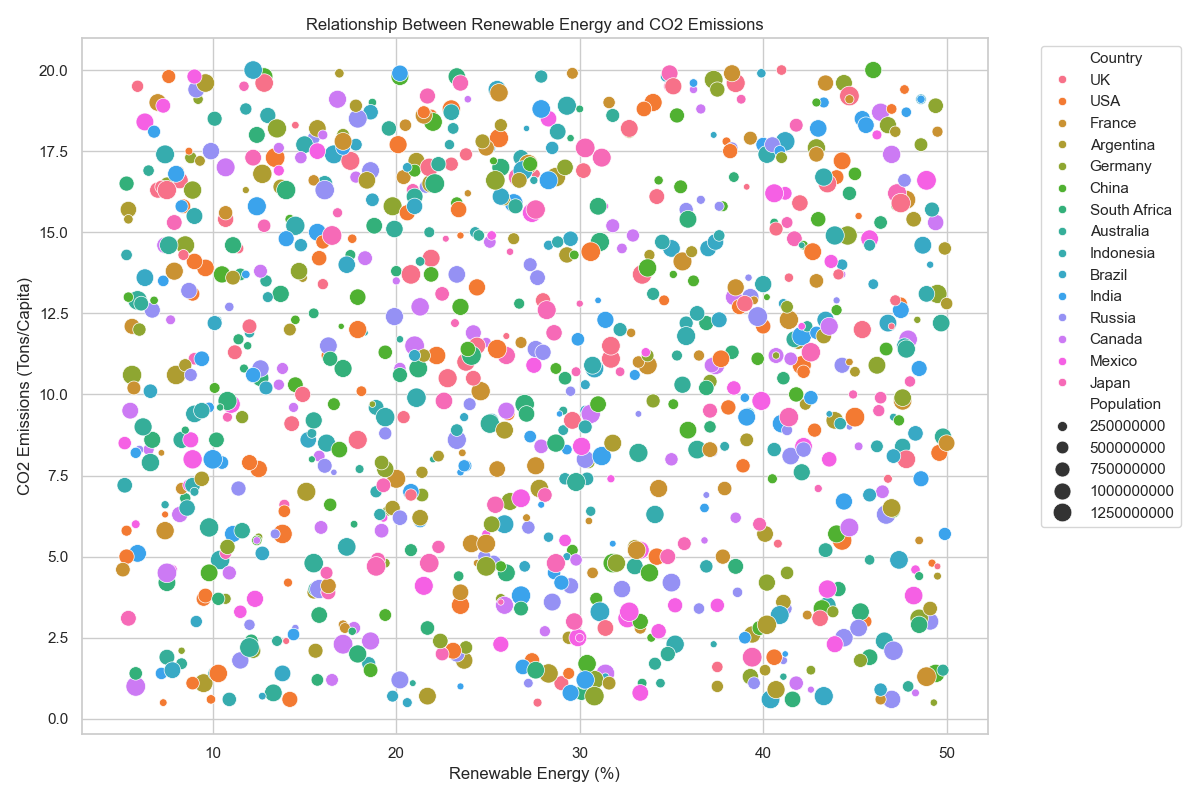 Relationship Between Renewable Energy and CO2 Emissions
CO2 Emissions (Tons/Capita)
20.0
17.5
15.0
12.5
10.0
7.5
5.0
2.5
0.0
10 20 30 40 50
Renewable Energy (%)
Country
UK
USA
France
Argentina
Germany
China
South Africa
Australia
Indonesia
Brazil
India
Russia
Canada
Mexico
Japan
Population
250000000
500000000
750000000
1000000000
1250000000